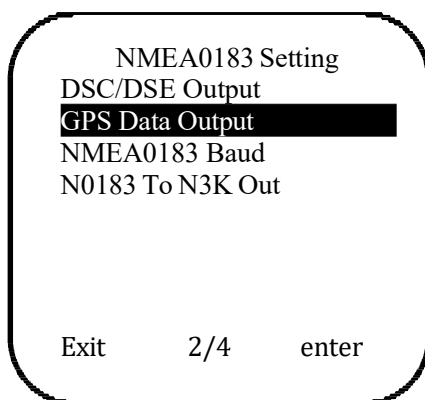 NMEA0183 Setting
DSC/DSE Output
GPS Data Output
NMEA0183 Baud
N0183 To N3K Out
Exit 2/4 enter